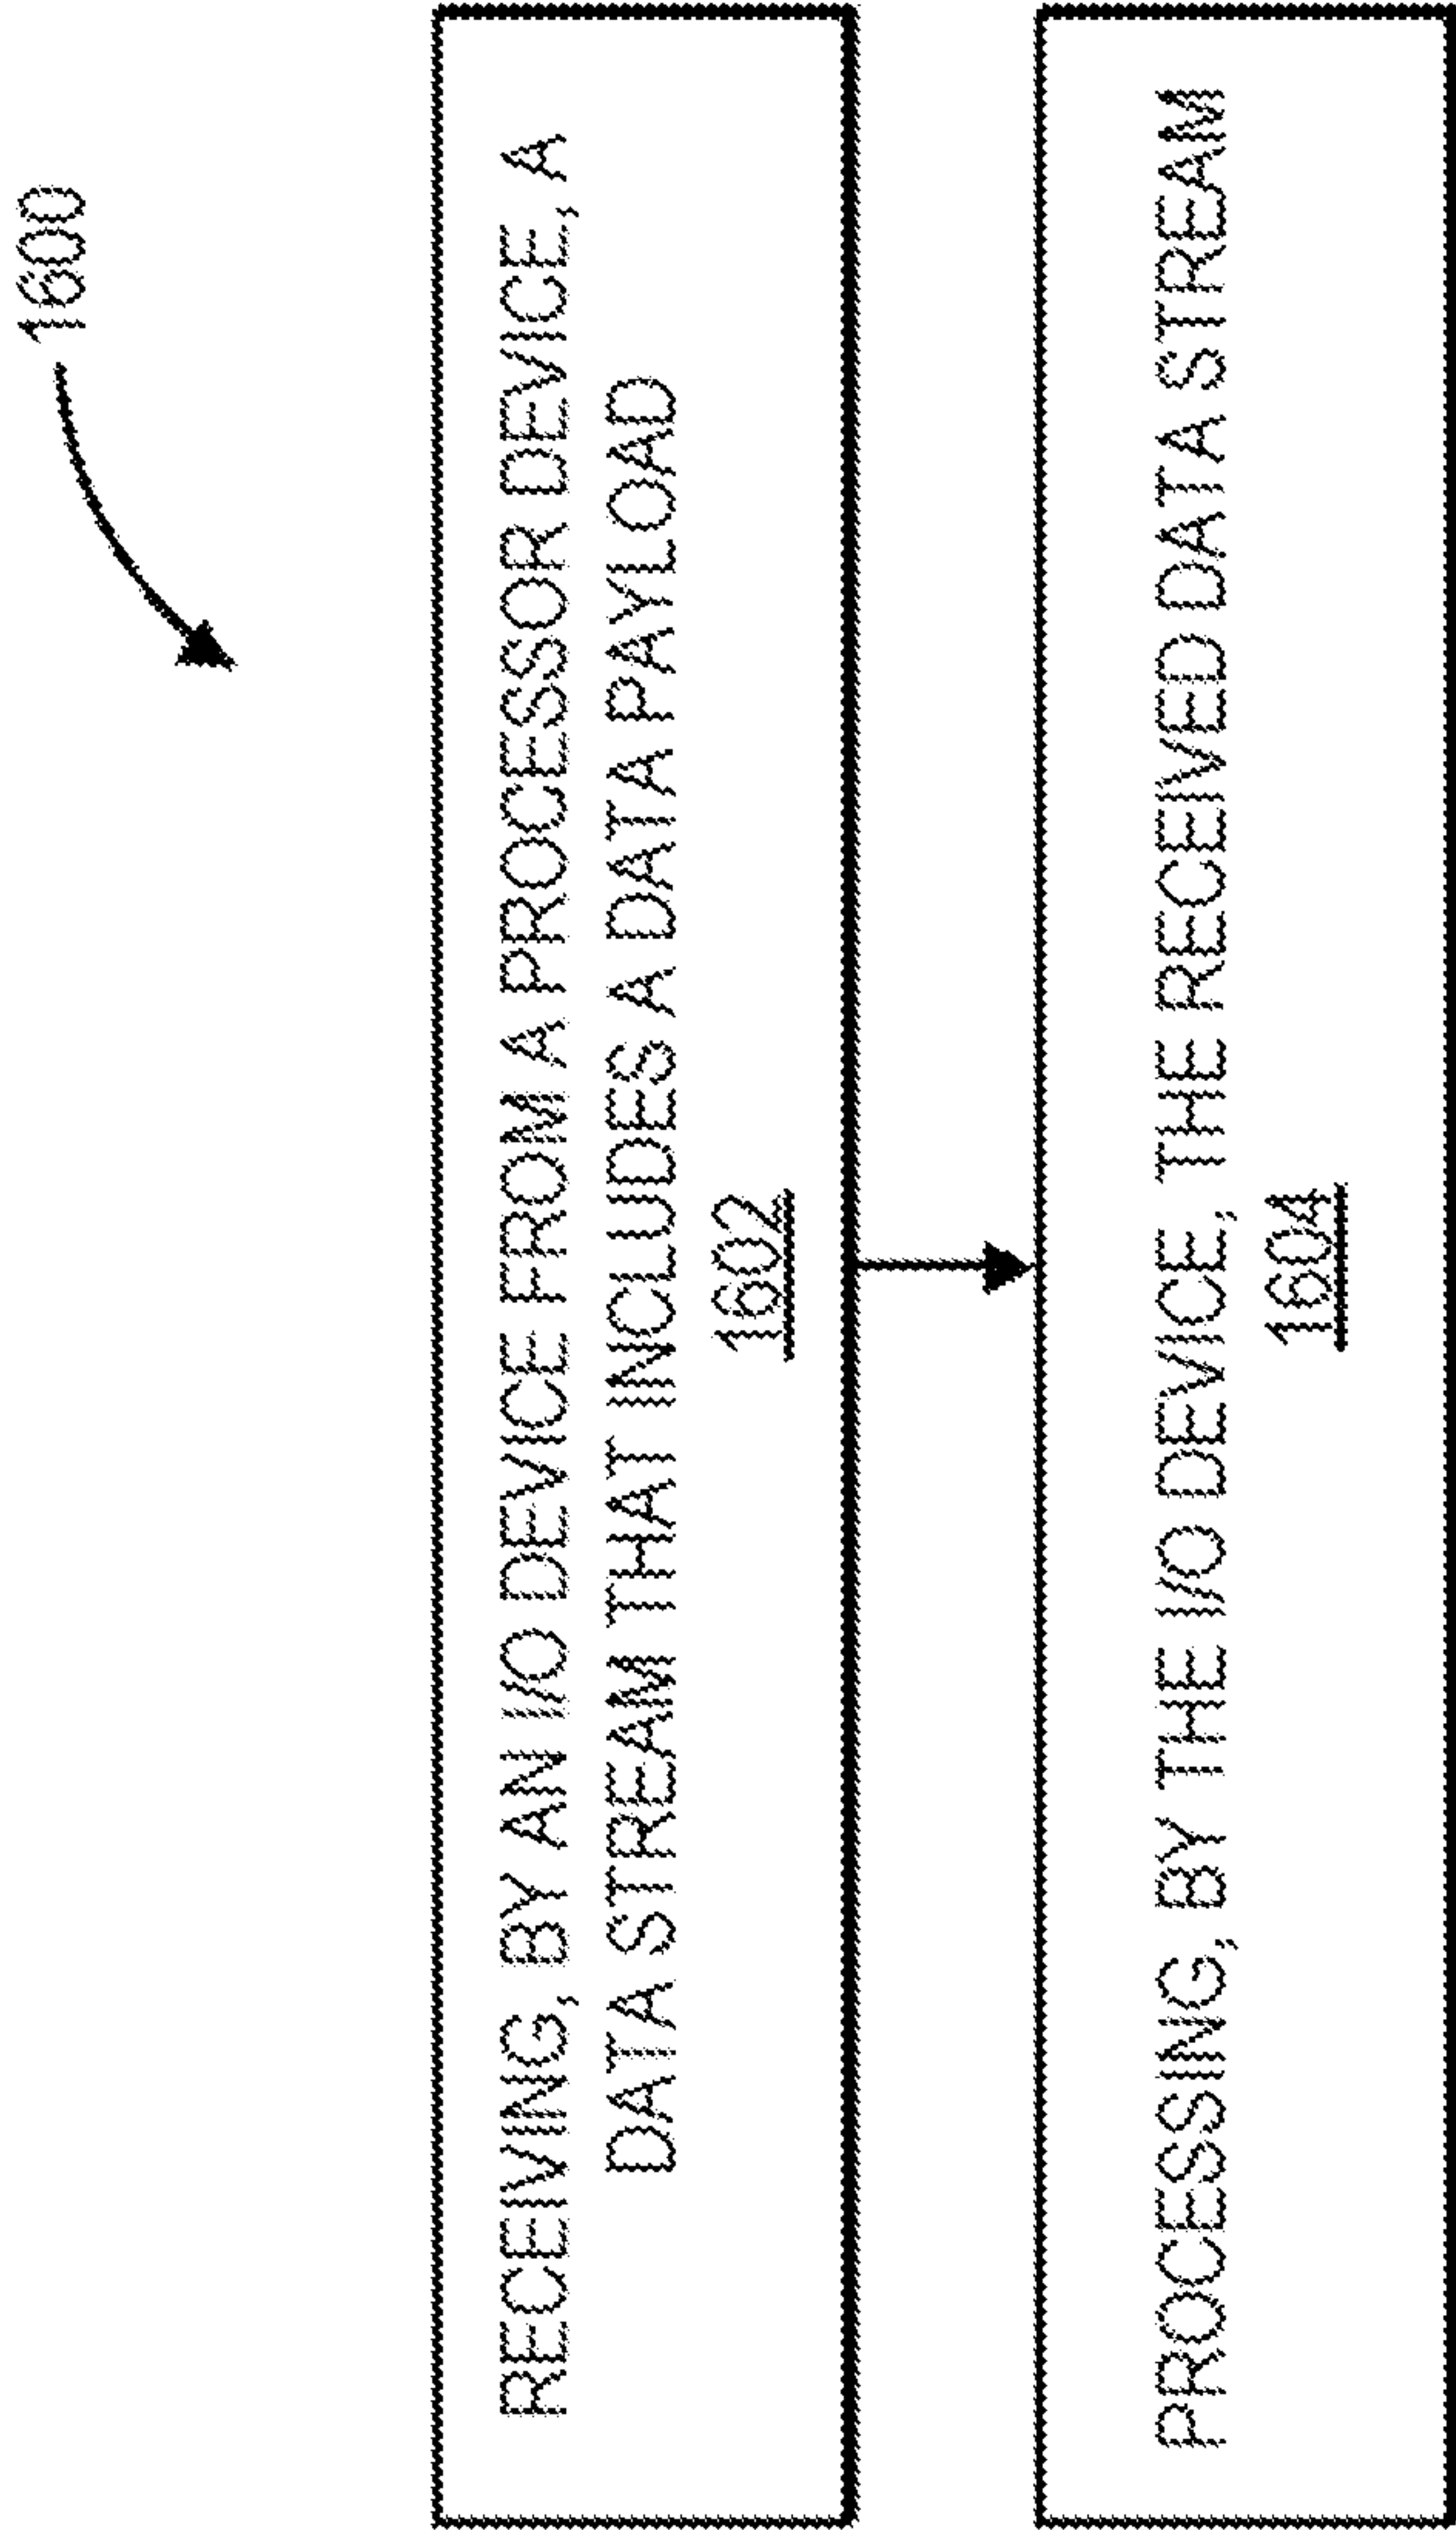 1600
RECEIVING, BY AN I/O DEVICE FROM A PROCESSOR DEVICE, A
DATA STREAM THAT INCLUDES A DATA PAYLOAD
1602
PROCESSING, BY THE I/O DEVICE, THE RECEIVED DATA STREAM
1604